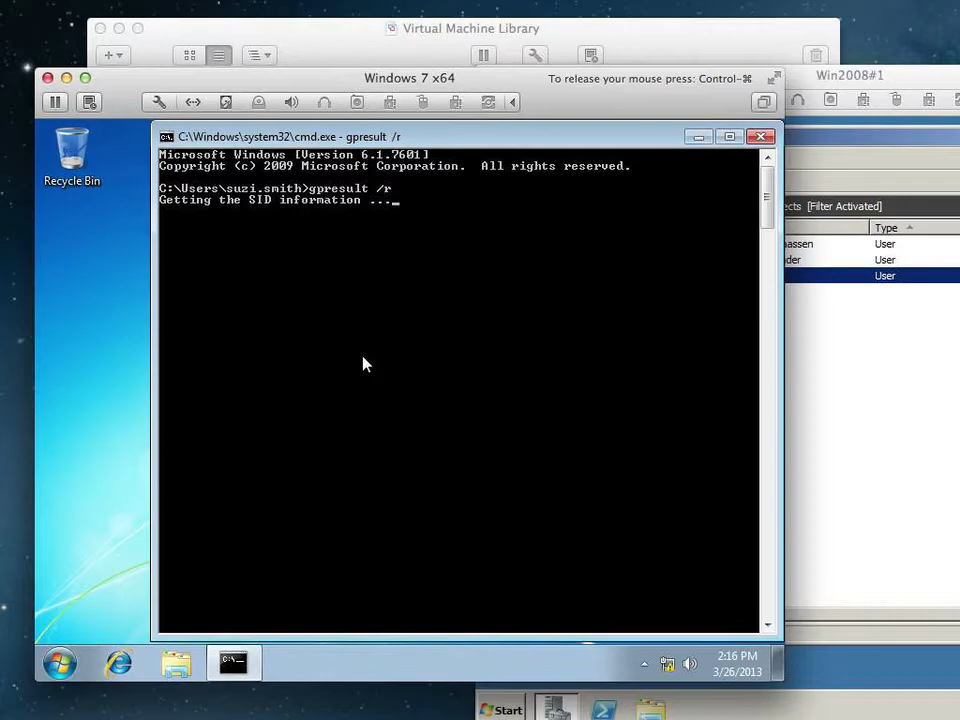 Virtual Machine Library
Windows 7 x64
To release your mouse press: Control-⌘
Win2008#1
Recycle Bin
C:\Windows\system32\cmd.exe - gpresult /r
Microsoft Windows [Version 6.1.7601]
Copyright (c) 2009 Microsoft Corporation. All rights reserved.
C:\Users\suzi.smith>gpresult /r
Getting the SID information ..._
ects [Filter Activated]
Type
aassen User
der User
User
C:\_
2:16 PM
3/26/2013
Start